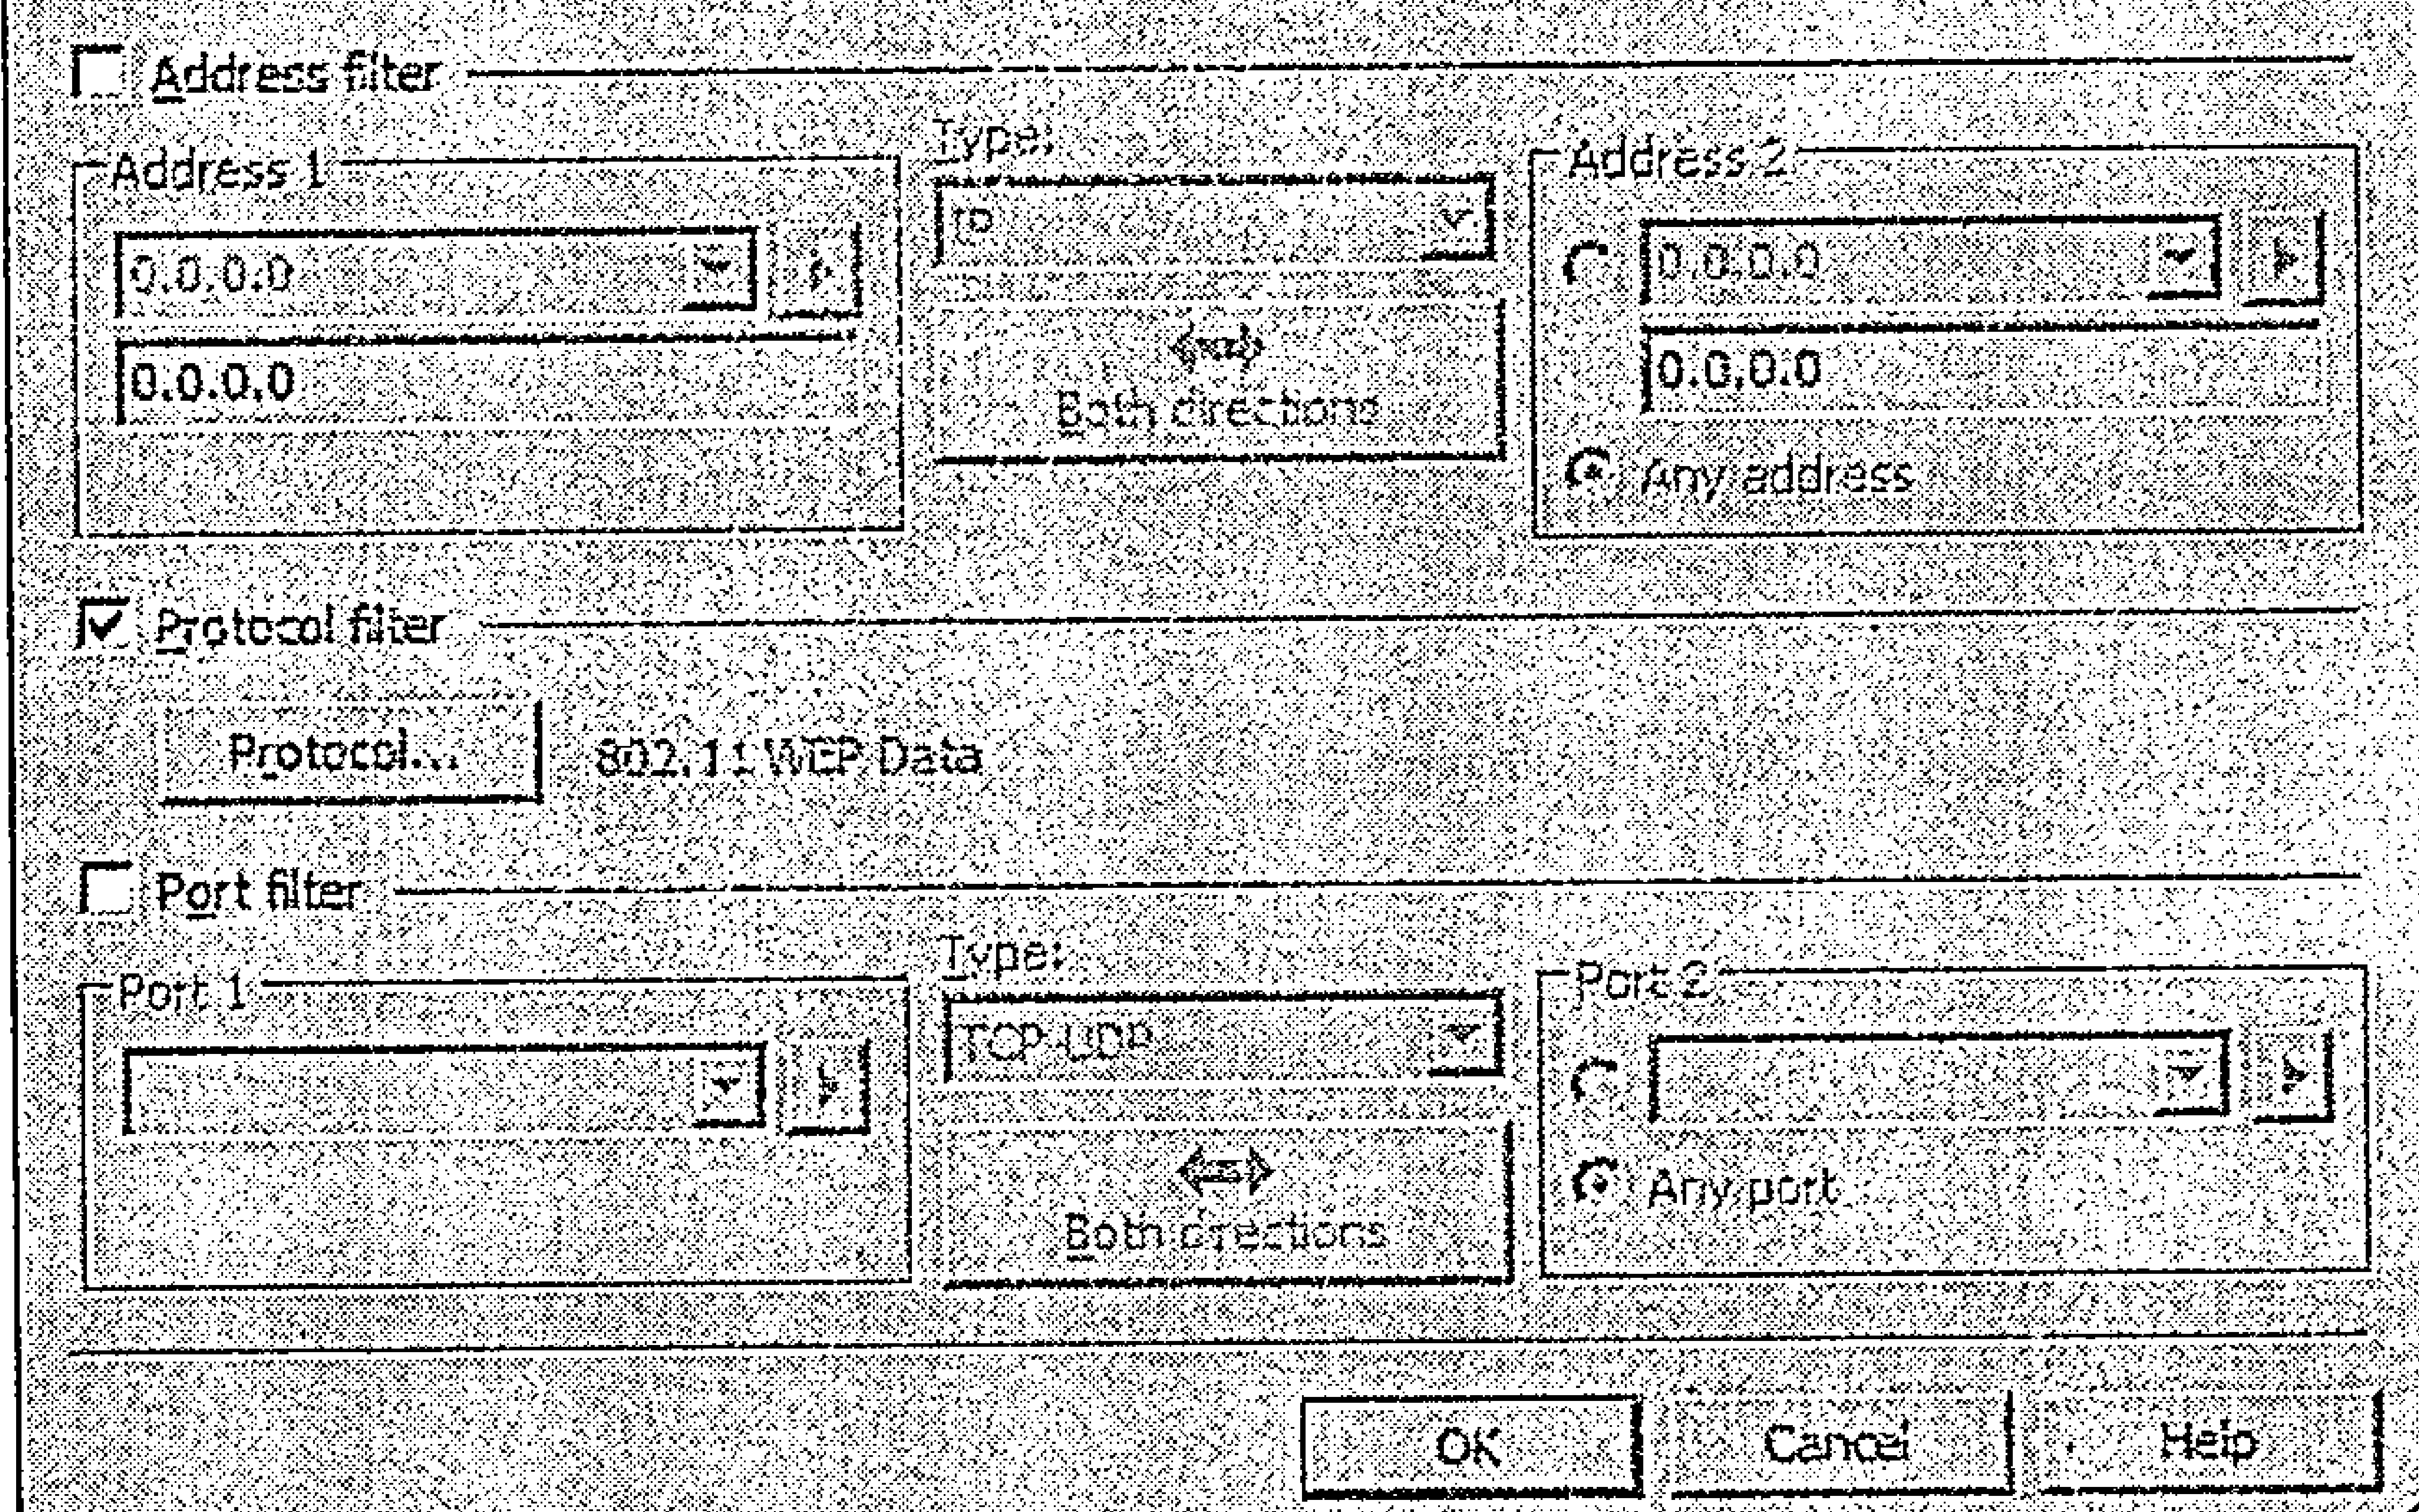 Address filter
Address 1
Type:
Address 2
0.0.0.0
IP
0.0.0.0
0.0.0.0
Both directions
0.0.0.0
Any address
Protocol filter
Protocol...
802.11 WEP Data
Port filter
Port 1
Type:
Port 2
TCP-UDP
Both directions
Any port
OK
Cancel
Help